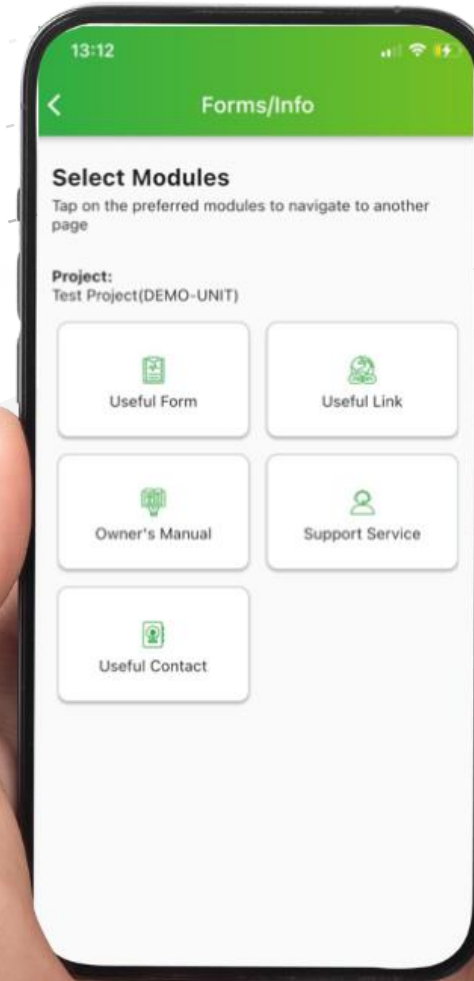 13:12
Forms/Info
Select Modules
Tap on the preferred modules to navigate to another
page
Project:
Test Project(DEMO-UNIT)
Useful Form
Useful Link
Owner's Manual
Support Service
Useful Contact